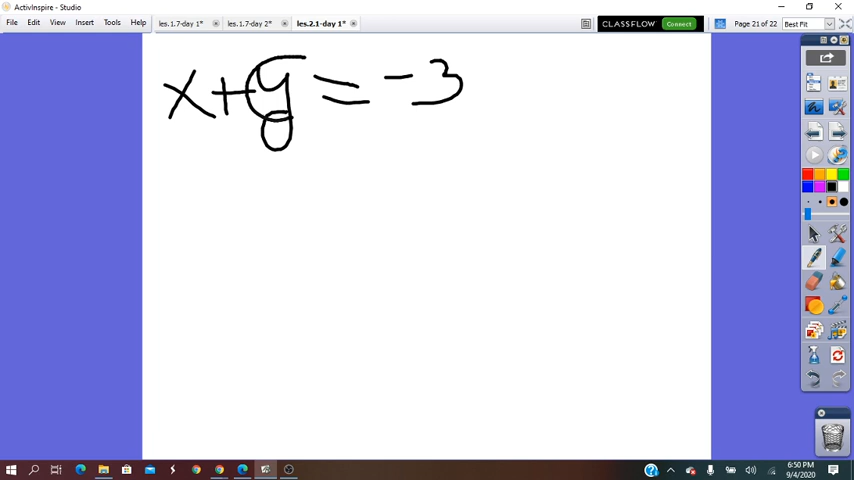 ActivInspire - Studio
File Edit View Insert Tools Help les.1.7-day 1* les.1.7-day 2* les.2.1-day 1* CLASSFLOW Connect Page 21 of 22 Best Fit
x+y = -3
6:50 PM
9/4/2020